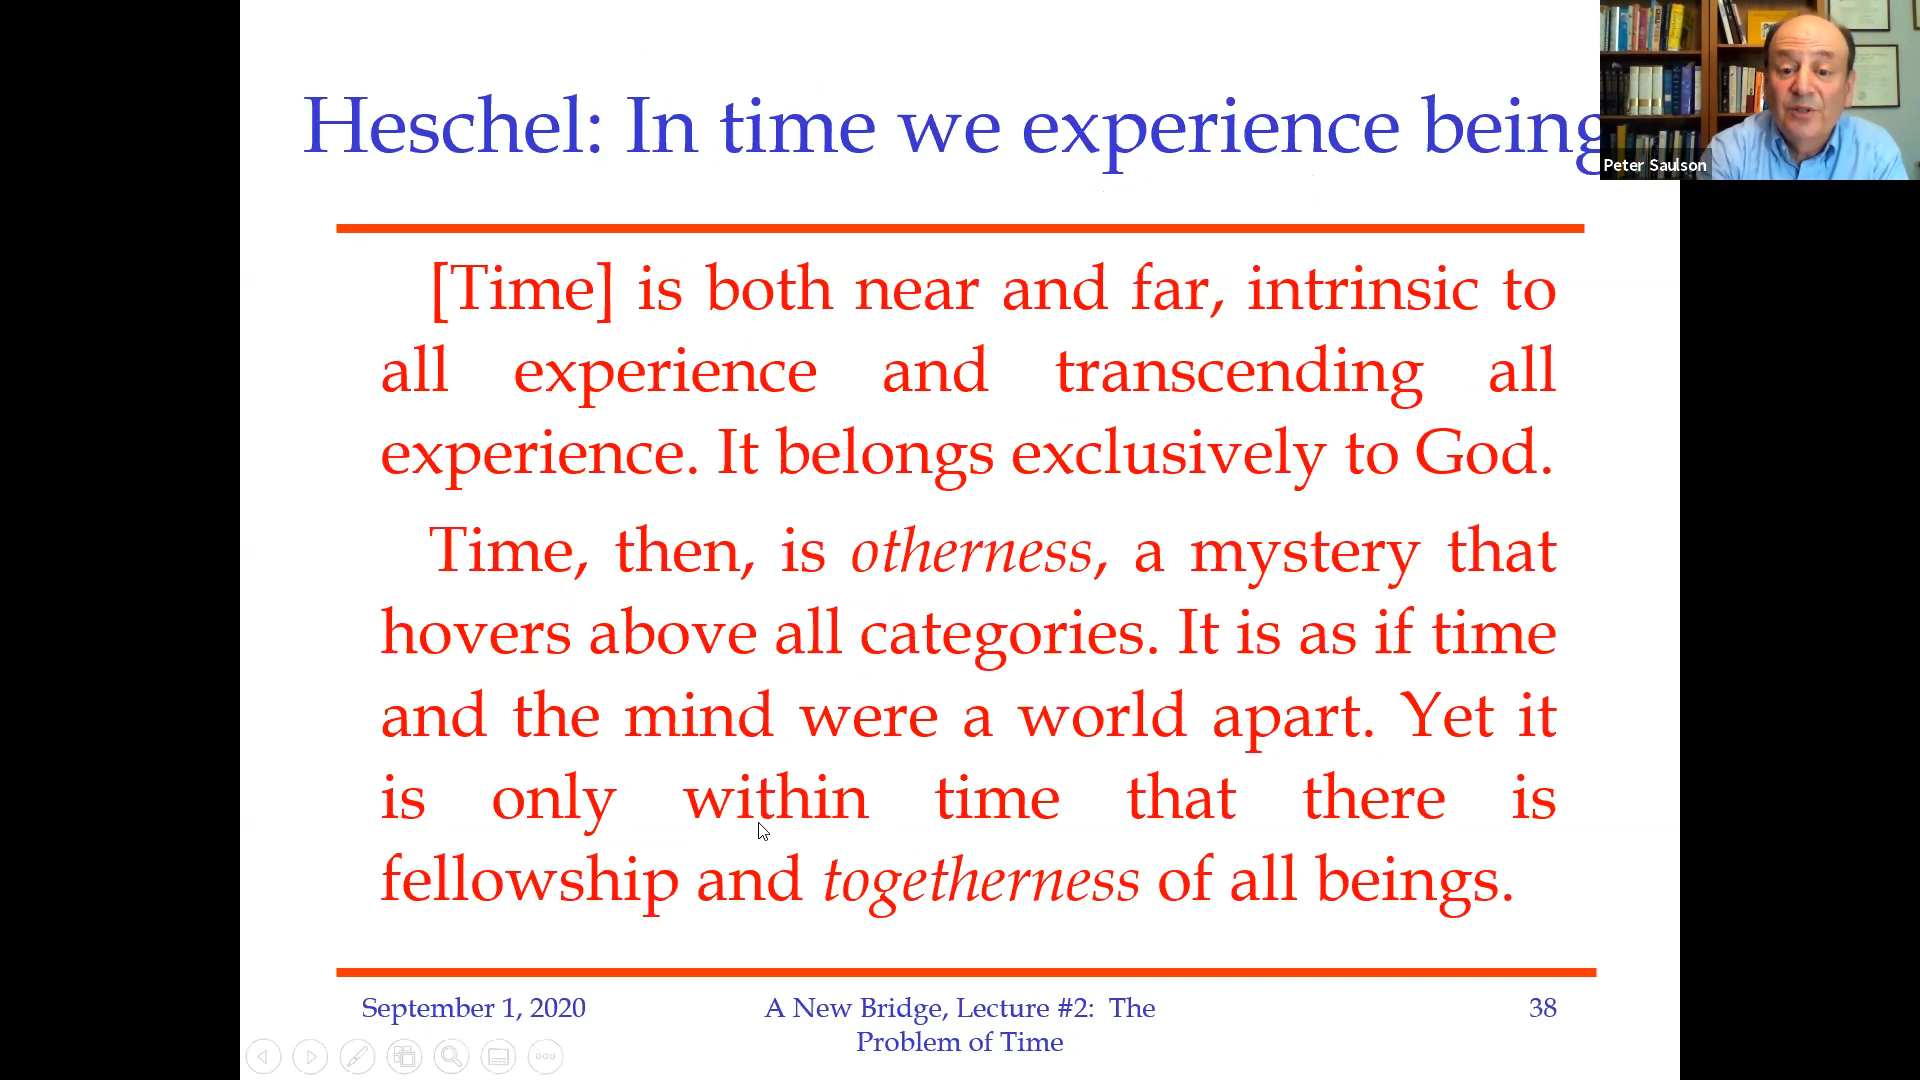 Heschel: In time we experience being
Peter Saulson
[Time] is both near and far, intrinsic to
all experience and transcending all
experience. It belongs exclusively to God.
Time, then, is otherness, a mystery that
hovers above all categories. It is as if time
and the mind were a world apart. Yet it
is only within time that there is
fellowship and togetherness of all beings.
September 1, 2020
A New Bridge, Lecture #2: The
Problem of Time
38